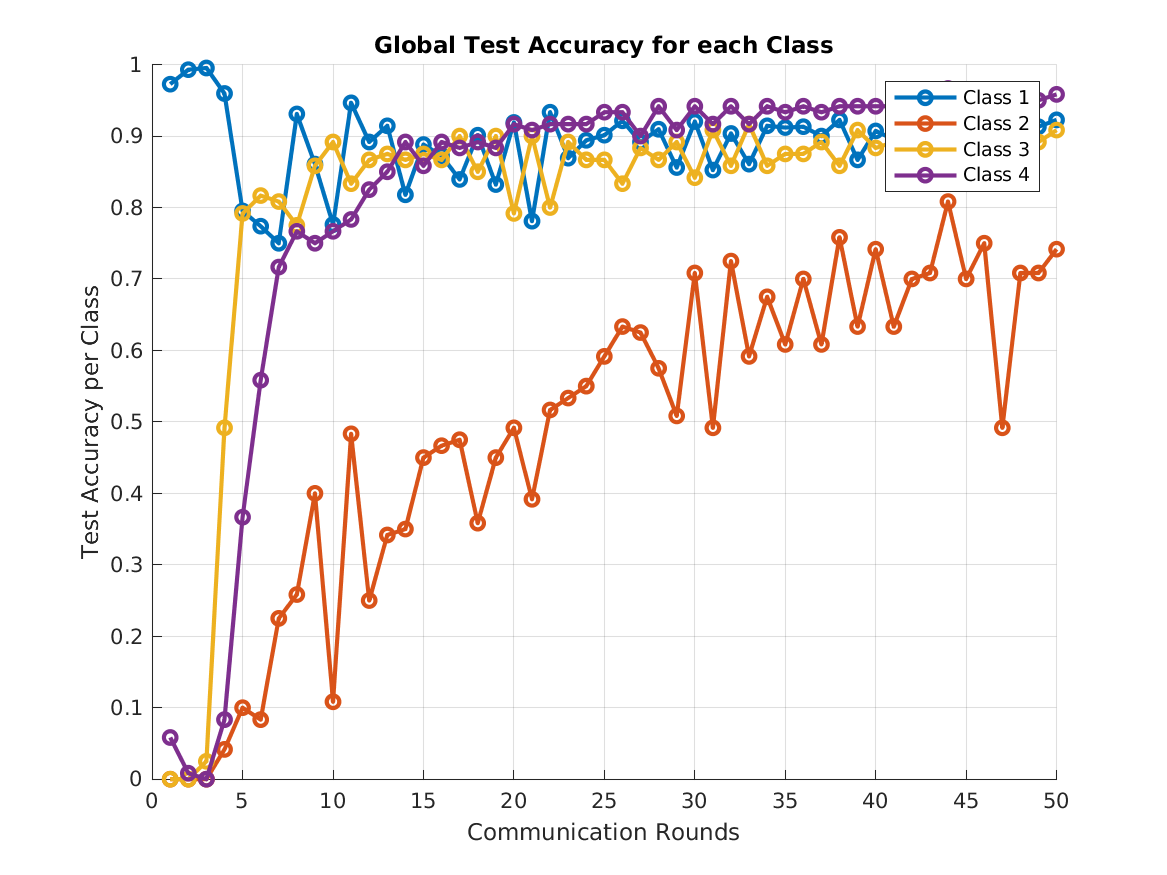 Global Test Accuracy for each Class
1
0.9
0.8
0.7
0.6
0.5
0.4
0.3
0.2
0.1
0
Test Accuracy per Class
Class 1
Class 2
Class 3
Class 4
0 5 10 15 20 25 30 35 40 45 50
Communication Rounds